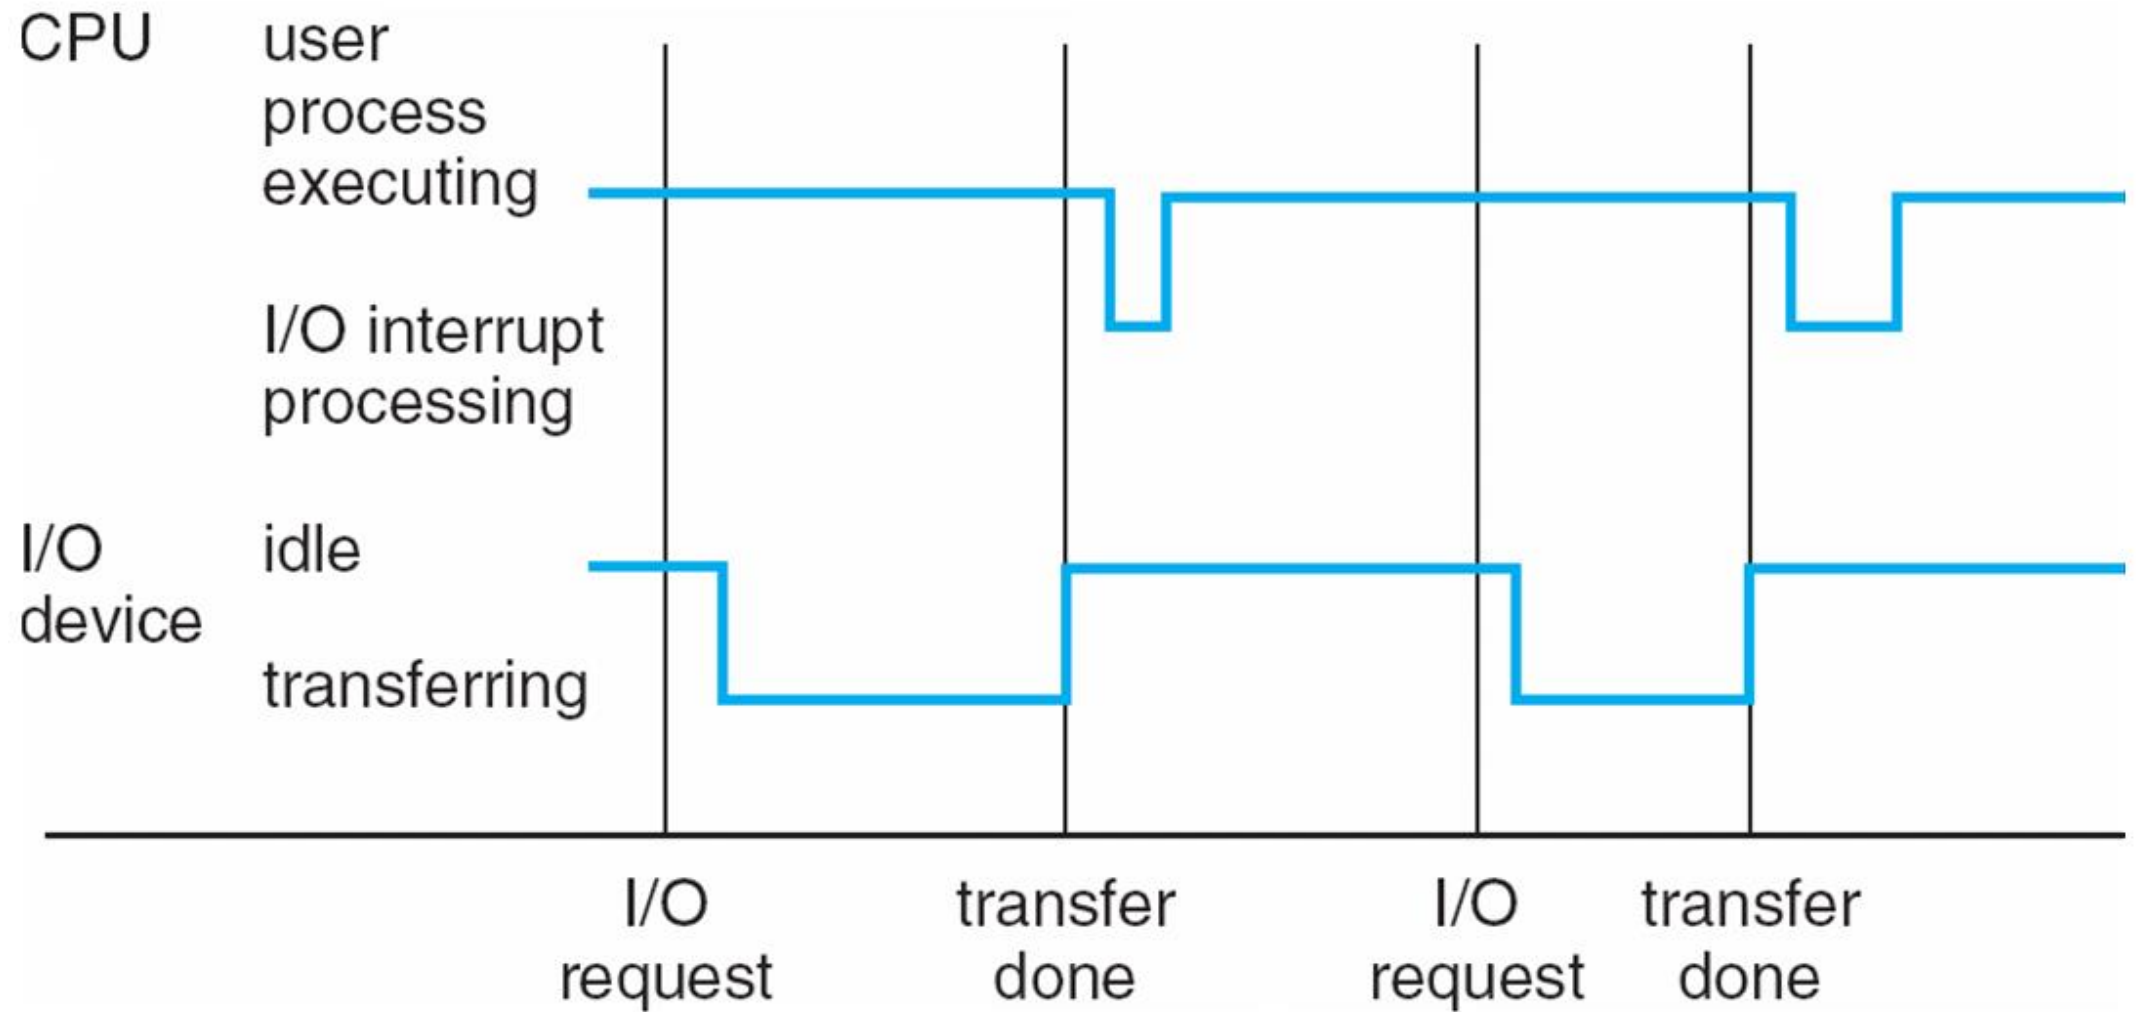 CPU user
process
executing
I/O interrupt
processing
I/O idle
device
transferring
I/O transfer I/O transfer
request done request done